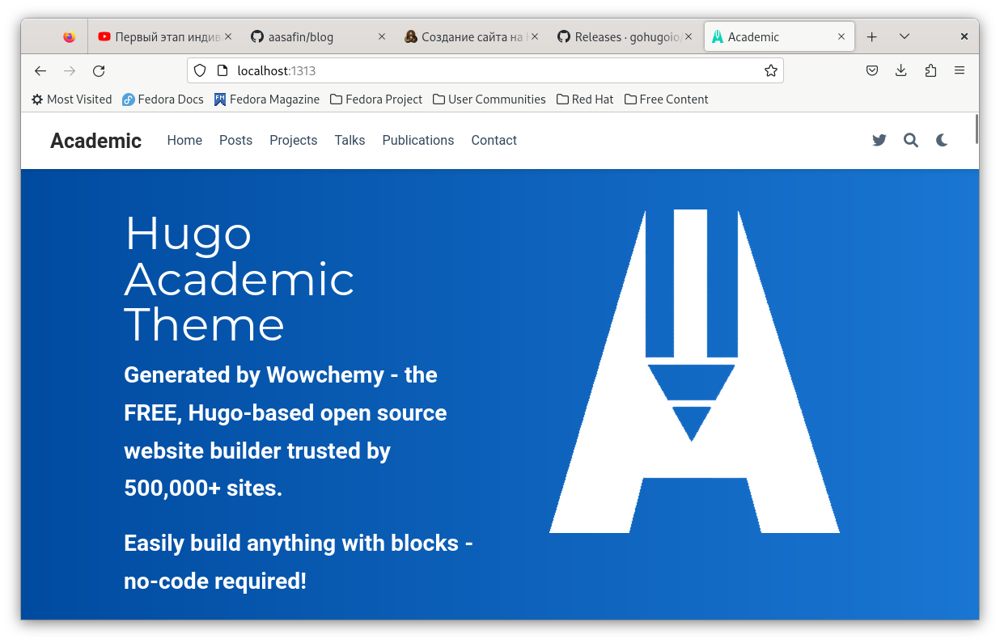 Первый этап индив
aasafin/blog
Создание сайта на
Releases · gohugoio/
Academic
localhost:1313
Most Visited Fedora Docs Fedora Magazine Fedora Project User Communities Red Hat Free Content
Academic Home Posts Projects Talks Publications Contact
Hugo
Academic
Theme
Generated by Wowchemy - the
FREE, Hugo-based open source
website builder trusted by
500,000+ sites.
Easily build anything with blocks -
no-code required!